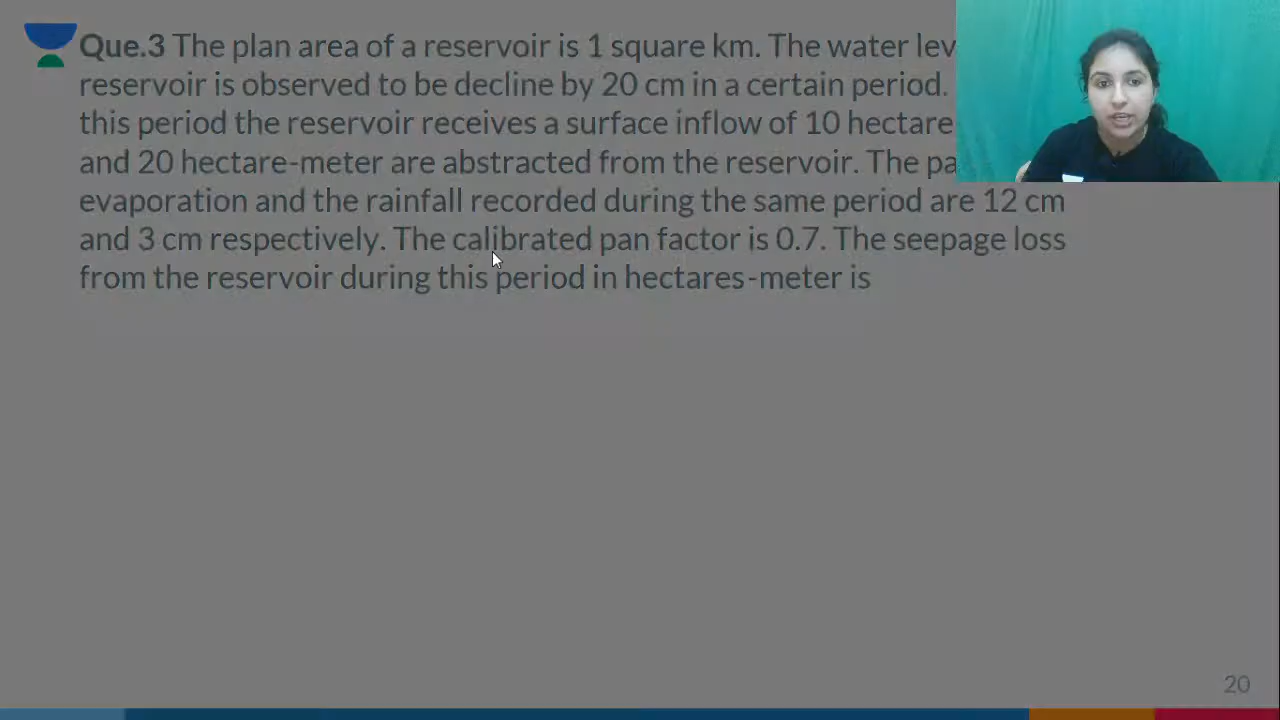 Que.3 The plan area of a reservoir is 1 square km. The water
reservoir is observed to be decline by 20 cm in a certain period.
this period the reservoir receives a surface inflow of 10 hectare
and 20 hectare-meter are abstracted from the reservoir. The
evaporation and the rainfall recorded during the same period are 12 cm
and 3 cm respectively. The calibrated pan factor is 0.7. The seepage loss
from the reservoir during this period in hectares-meter is
20